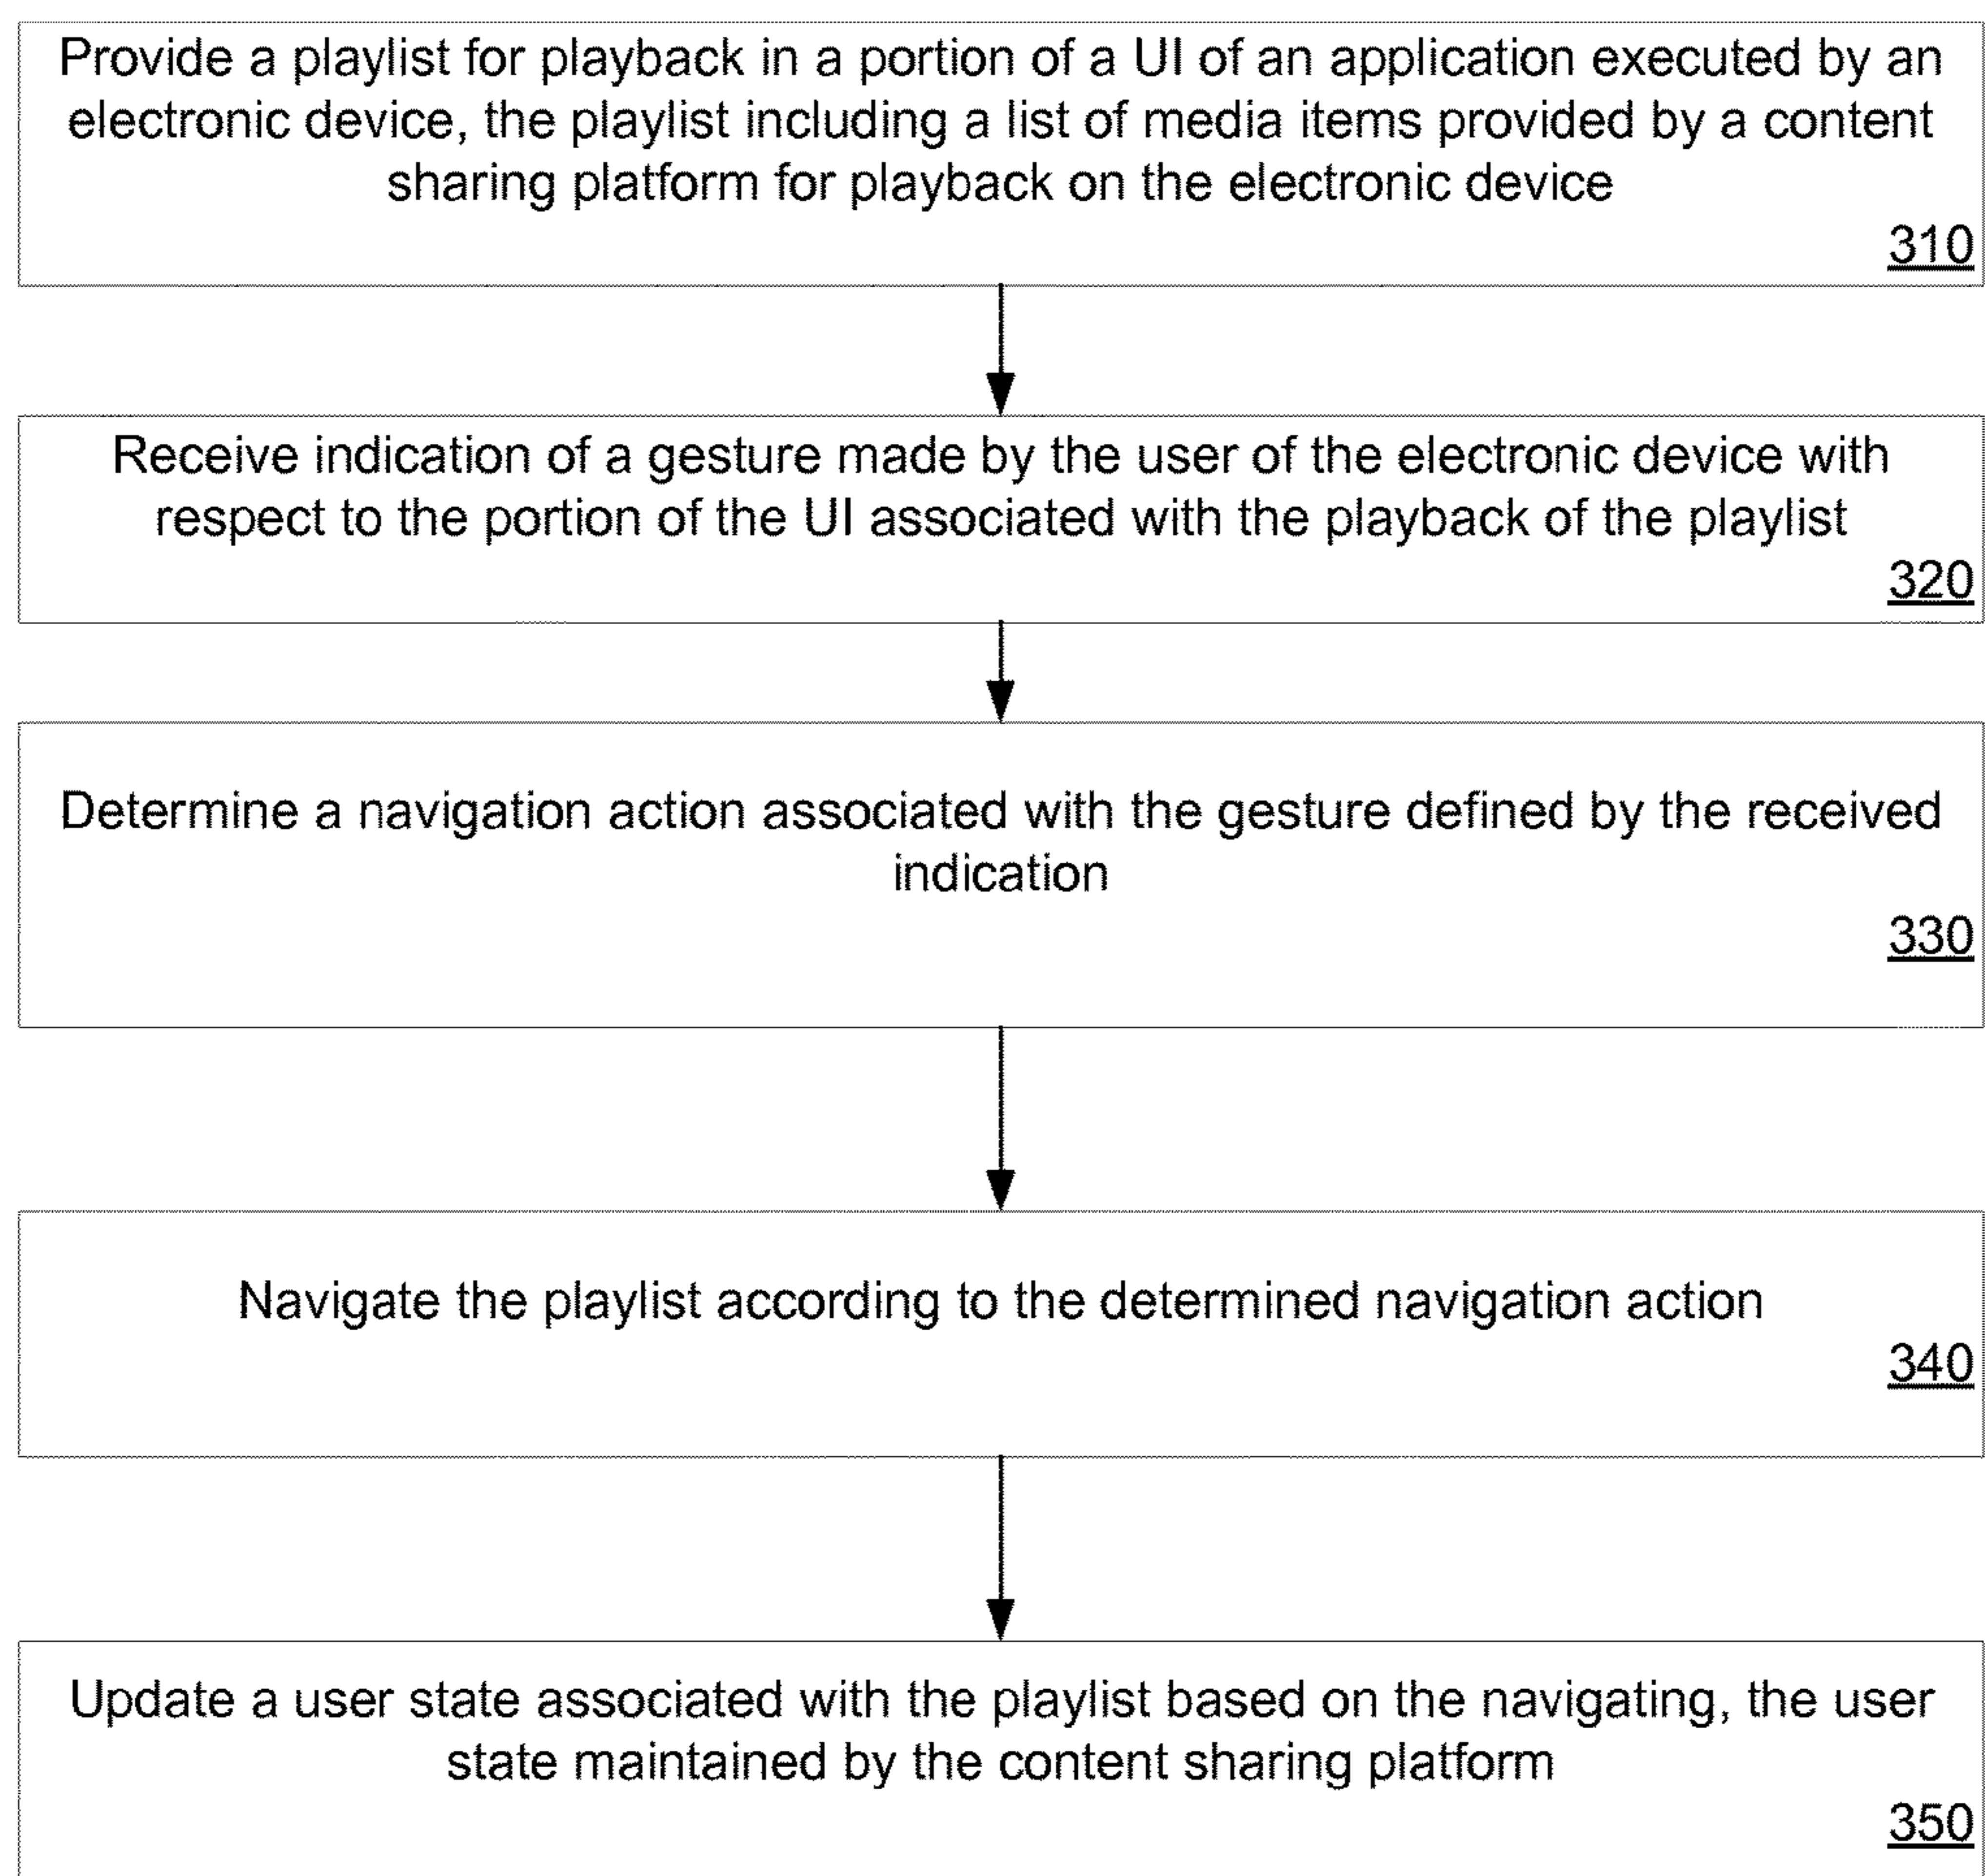 Provide a playlist for playback in a portion of a UI of an application executed by an
electronic device, the playlist including a list of media items provided by a content
sharing platform for playback on the electronic device
310
Receive indication of a gesture made by the user of the electronic device with
respect to the portion of the UI associated with the playback of the playlist
320
Determine a navigation action associated with the gesture defined by the received
indication
330
Navigate the playlist according to the determined navigation action
340
Update a user state associated with the playlist based on the navigating, the user
state maintained by the content sharing platform
350